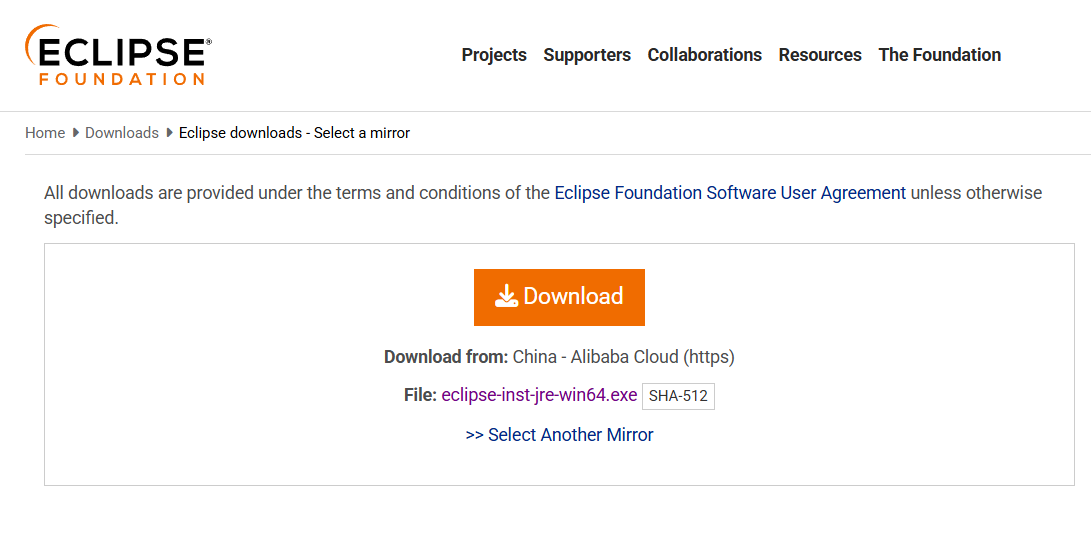 ECLIPSE®
FOUNDATION
Projects Supporters Collaborations Resources The Foundation
Home Downloads Eclipse downloads - Select a mirror
All downloads are provided under the terms and conditions of the Eclipse Foundation Software User Agreement unless otherwise
specified.
Download
Download from: China - Alibaba Cloud (https)
File: eclipse-inst-jre-win64.exe SHA-512
>> Select Another Mirror